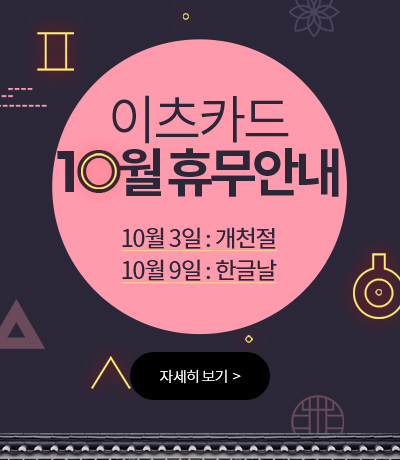 이츠카드
10월 휴무안내
10월 3일 : 개천절
10월 9일 : 한글날
자세히 보기 >